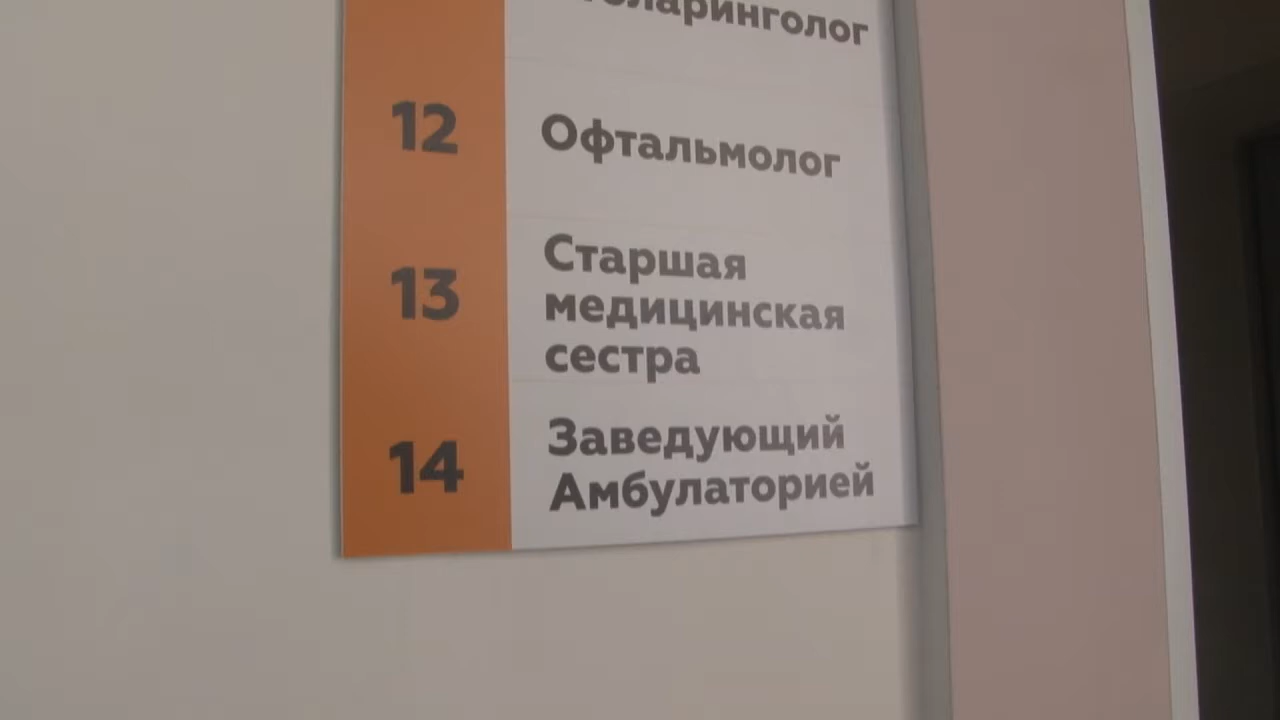 12 Офтальмолог
13 Старшая
медицинская
сестра
14 Заведующий
Амбулаторией